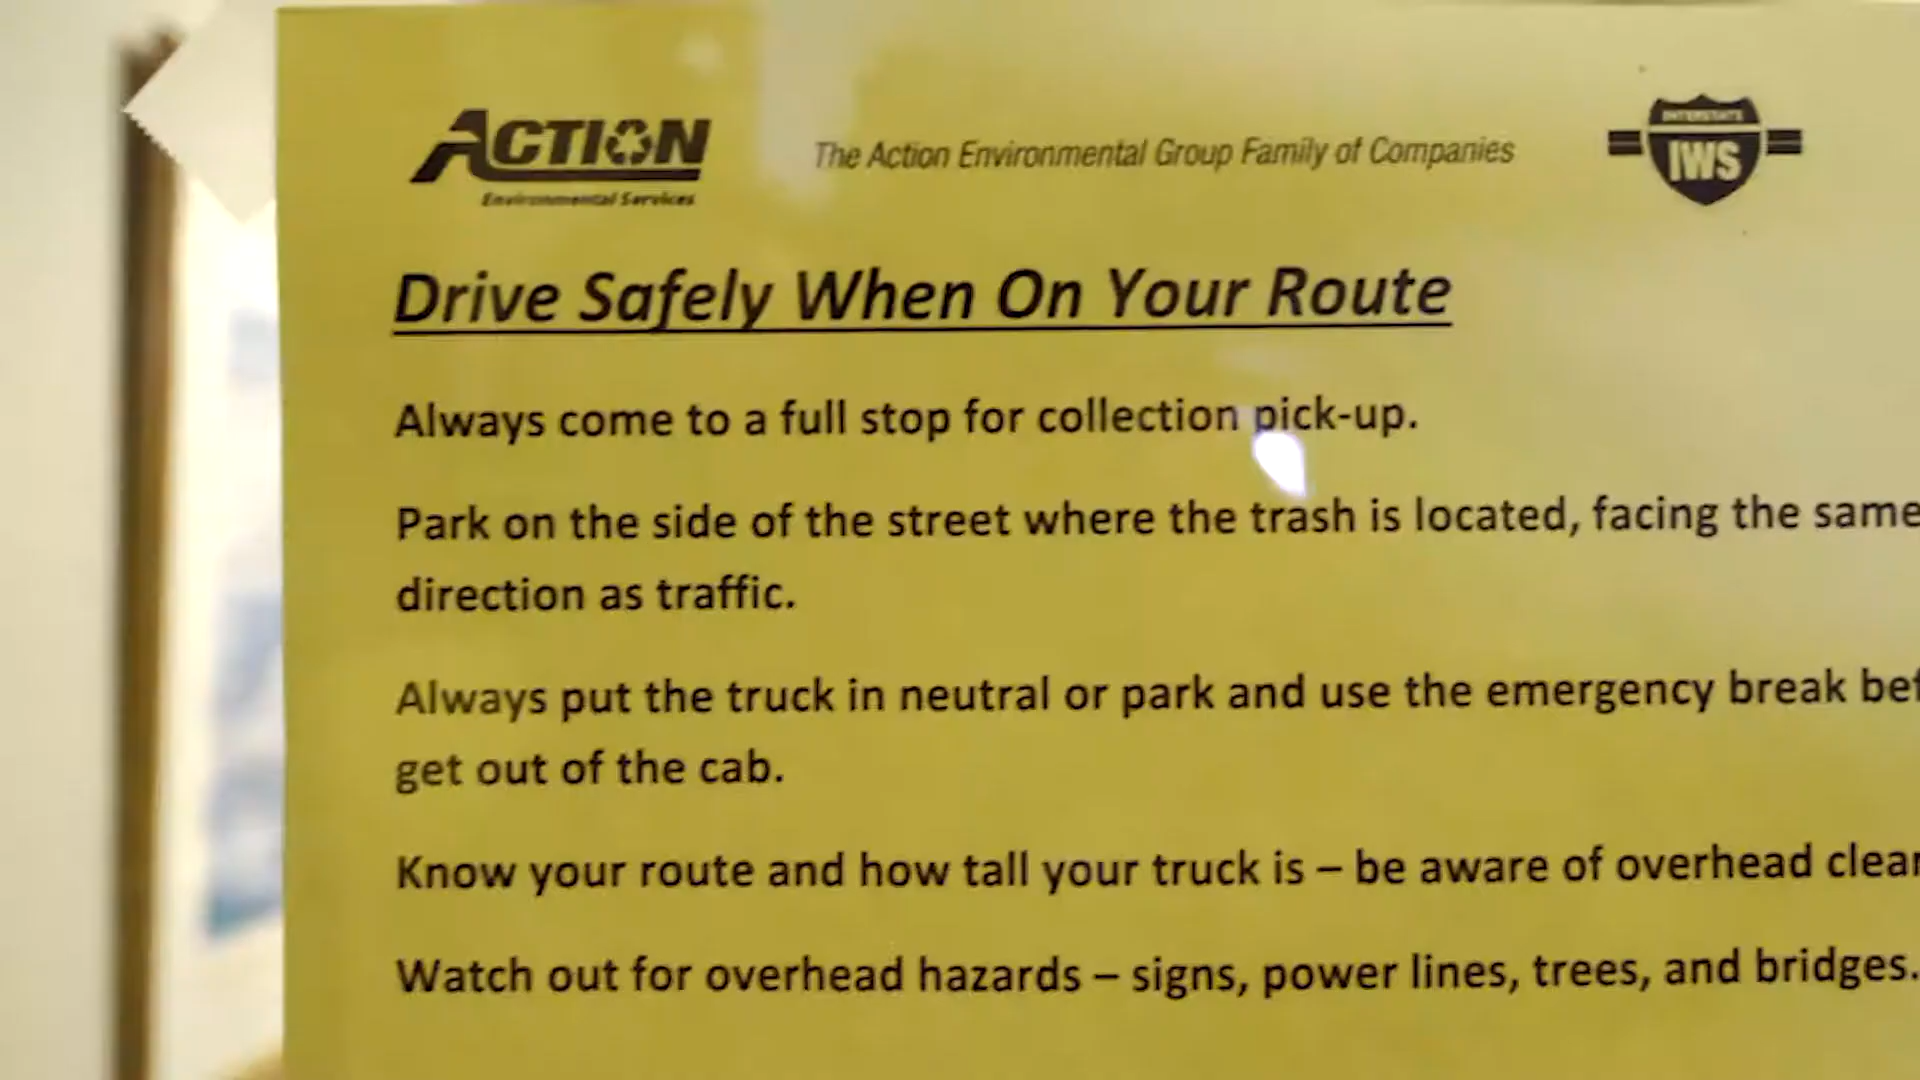 ACTION
Environmental Services
The Action Environmental Group Family of Companies
INTERSTATE
IWS
Drive Safely When On Your Route
Always come to a full stop for collection pick-up.
Park on the side of the street where the trash is located, facing the same
direction as traffic.
Always put the truck in neutral or park and use the emergency break bef
get out of the cab.
Know your route and how tall your truck is – be aware of overhead clear
Watch out for overhead hazards – signs, power lines, trees, and bridges.